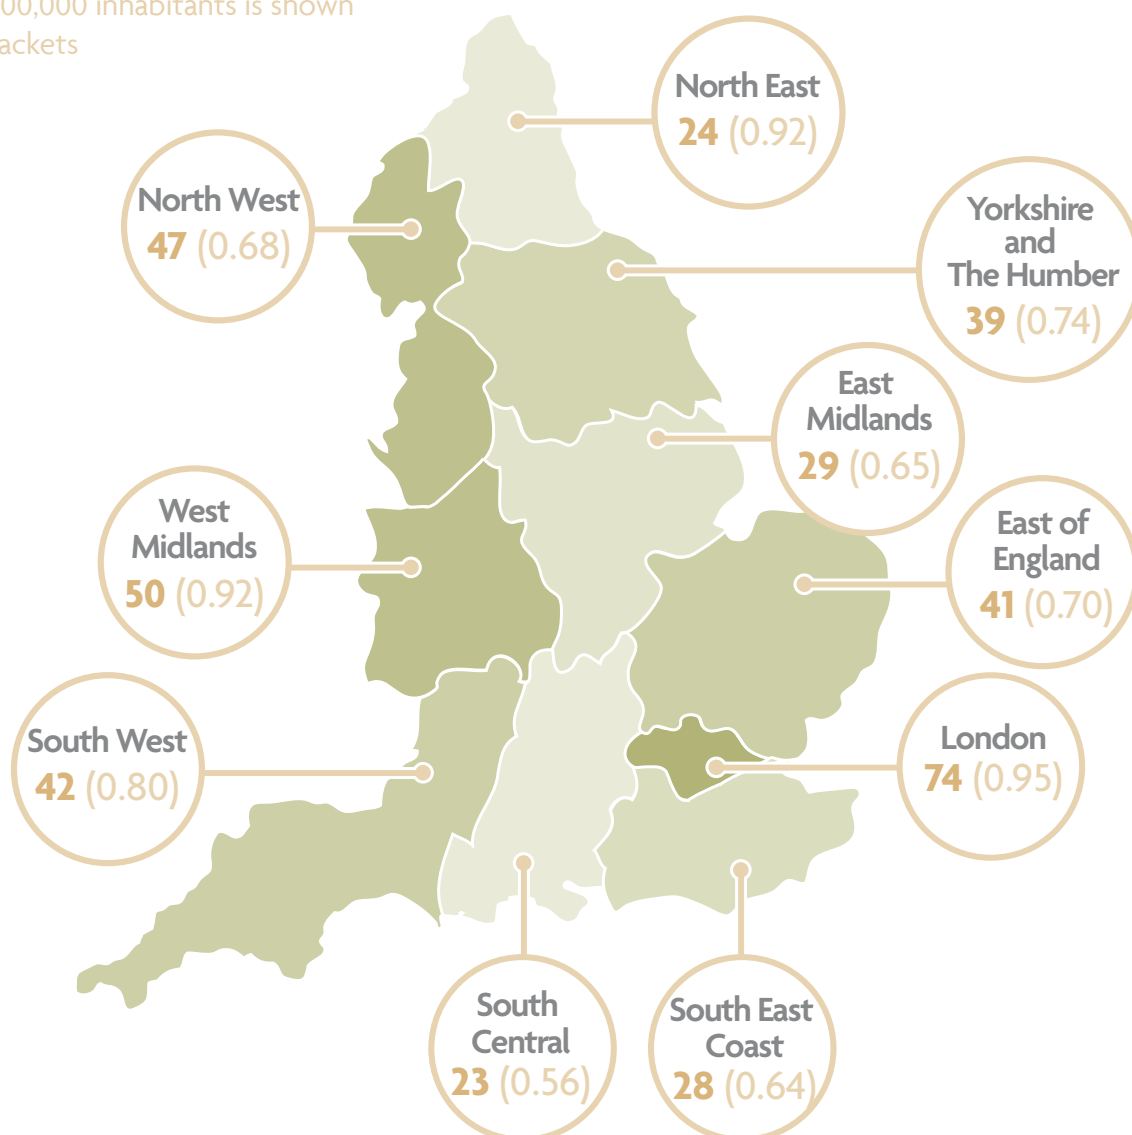 00,000 inhabitants is shown
ackets
North East
24 (0.92)
North West
47 (0.68)
Yorkshire
and
The Humber
39 (0.74)
East
Midlands
29 (0.65)
West
Midlands
50 (0.92)
East of
England
41 (0.70)
South West
42 (0.80)
London
74 (0.95)
South
Central
23 (0.56)
South East
Coast
28 (0.64)